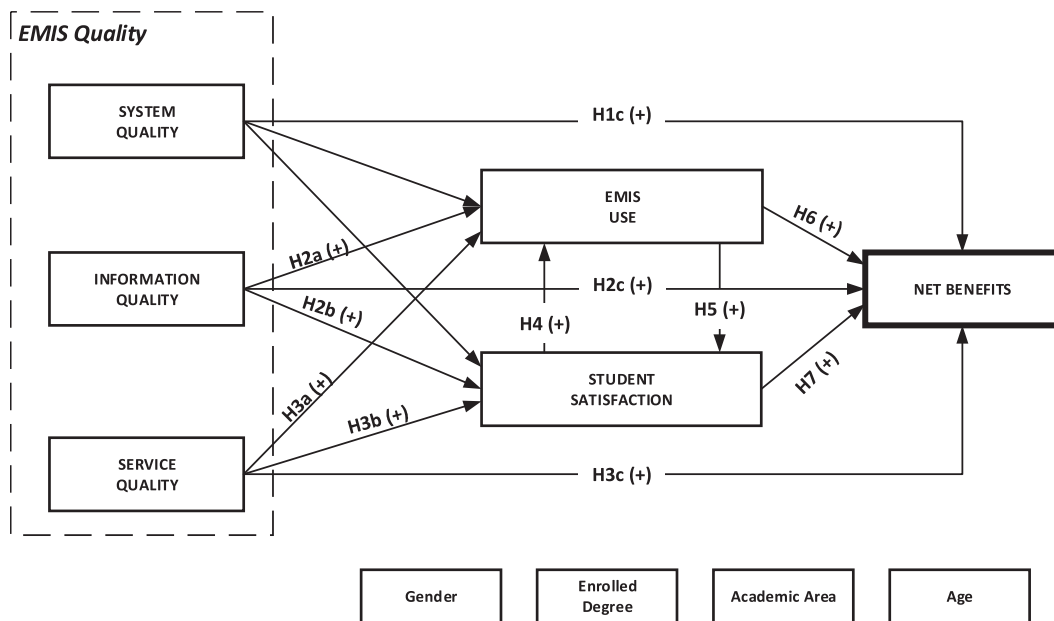 EMIS Quality
SYSTEM
QUALITY
H1c (+)
EMIS
USE
H6 (+)
H2a (+)
INFORMATION
QUALITY
H2c (+)
NET BENEFITS
H2b (+)
H4 (+)
H5 (+)
STUDENT
SATISFACTION
H7 (+)
H3a (+)
H3b (+)
SERVICE
QUALITY
H3c (+)
Gender
Enrolled
Degree
Academic Area
Age